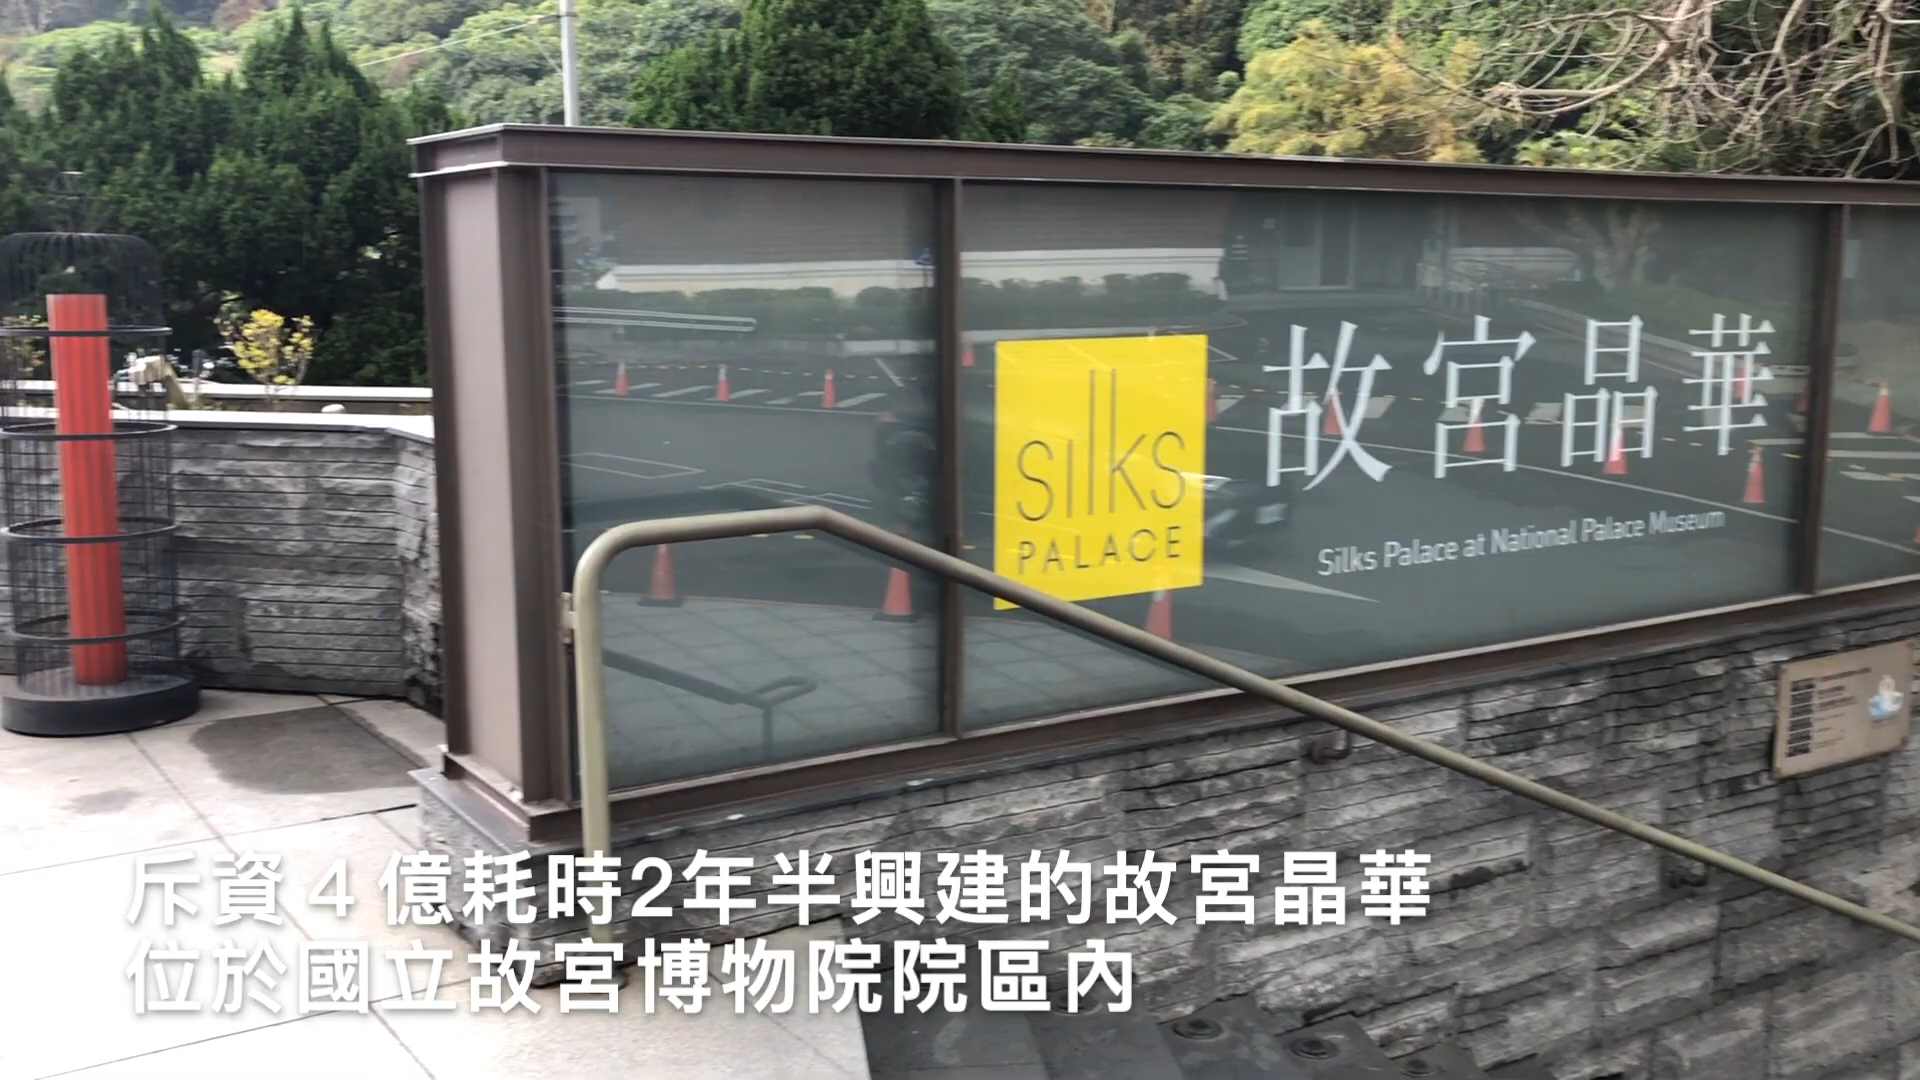 silks
PALACE
故宮晶華
Silks Palace at National Palace Museum
斥資4億耗時2年半興建的故宮晶華
位於國立故宮博物院院區內